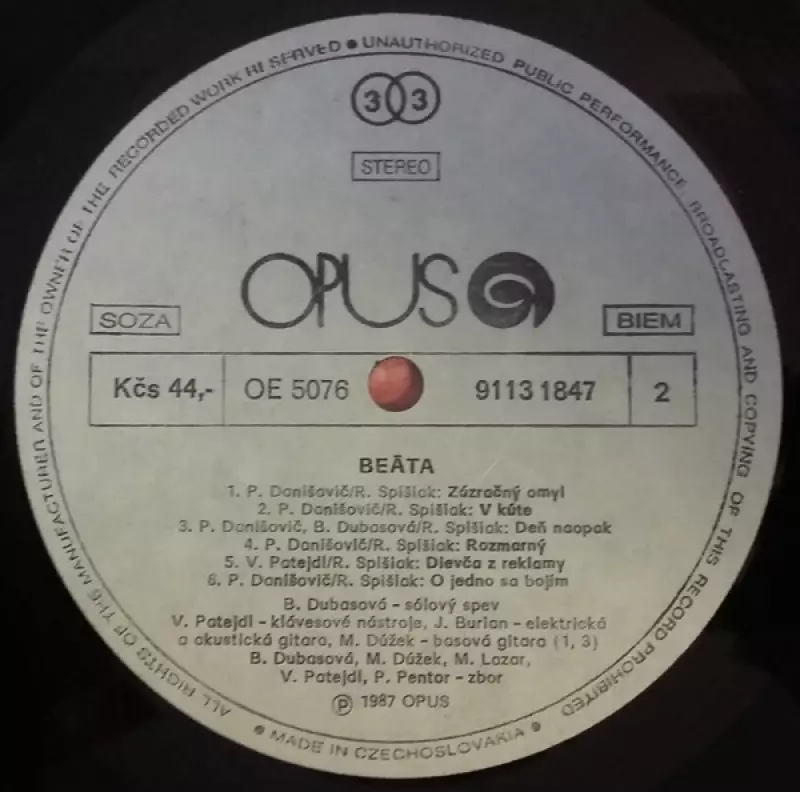 ALL RIGHTS OF THE MANUFACTURER AND OF THE OWNER OF THE RECORDED WORK RESERVED • UNAUTHORIZED PUBLIC PERFORMANCE BROADCASTING AND COPYING OF THIS RECORD PROHIBITED
33
STEREO
OPUS
SOZA BIEM
Kčs 44,- OE 5076 9113 1847 2
BEÁTA
1. P. Danišovič/R. Spišiak: Zázračný omyl
2. P. Danišovič/R. Spišiak: V kúte
3. P. Danišovič, B. Dubasová/R. Spišiak: Deň naopak
4. P. Danišovič/R. Spišiak: Rozmarný
5. V. Patejdl/R. Spišiak: Dievča z reklamy
6. P. Danišovič/R. Spišiak: O jedno sa bojím
B. Dubasová - sólový spev
V. Patejdl - klávesové nástroje, J. Burian - elektrická
a akustická gitara, M. Dúžek - basová gitara (1, 3)
B. Dubasová, M. Dúžek, M. Lazar,
V. Patejdl, P. Pentor - zbor
Ⓟ 1987 OPUS
• MADE IN CZECHOSLOVAKIA •